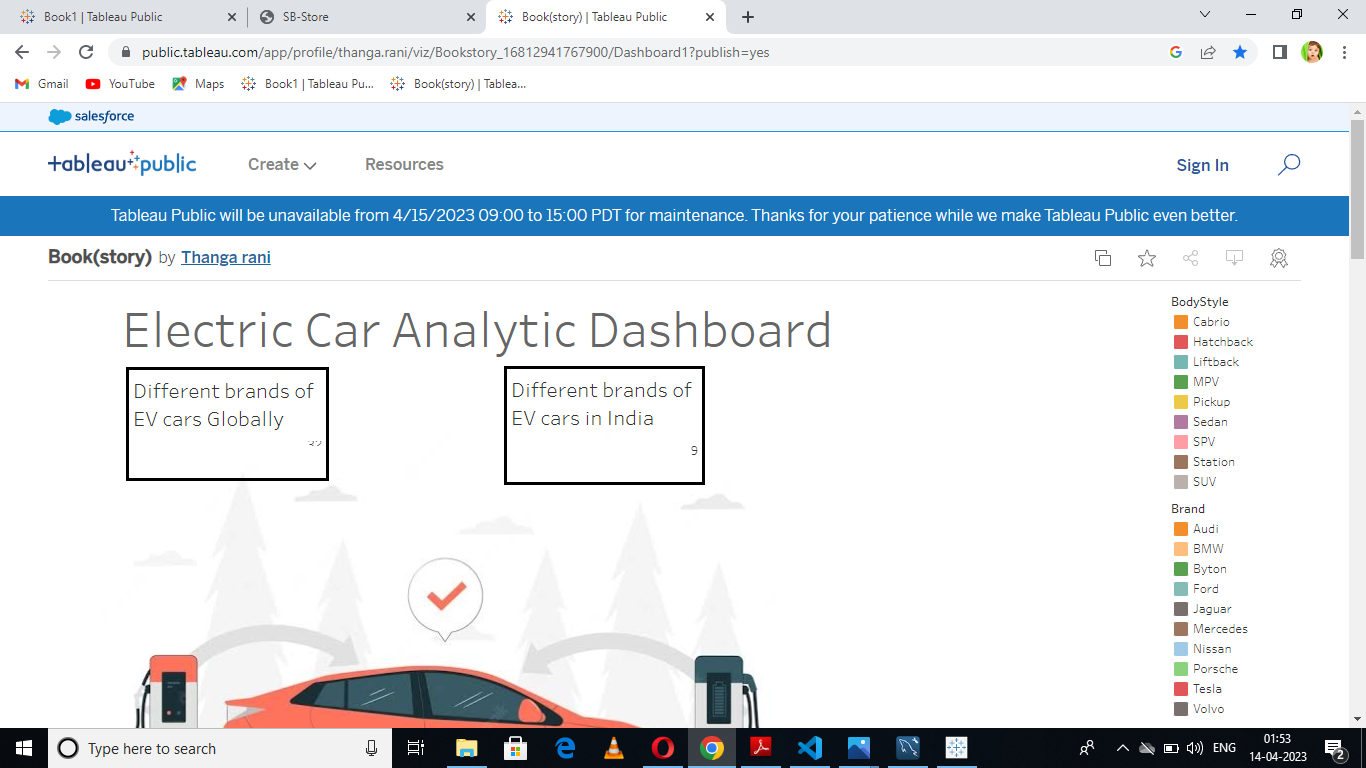 Book1 | Tableau Public
SB-Store
Book(story) | Tableau Public
public.tableau.com/app/profile/thanga.rani/viz/Bookstory_16812941767900/Dashboard1?publish=yes
Gmail
YouTube
Maps
Book1 | Tableau Pu...
Book(story) | Tablea...
salesforce
tableau public
Create
Resources
Sign In
Tableau Public will be unavailable from 4/15/2023 09:00 to 15:00 PDT for maintenance. Thanks for your patience while we make Tableau Public even better.
Book(story) by Thanga rani
Electric Car Analytic Dashboard
Different brands of
EV cars Globally
Different brands of
EV cars in India
9
BodyStyle
Cabrio
Hatchback
Liftback
MPV
Pickup
Sedan
SPV
Station
SUV
Brand
Audi
BMW
Byton
Ford
Jaguar
Mercedes
Nissan
Porsche
Tesla
Volvo
Type here to search
ENG
01:53
14-04-2023
2